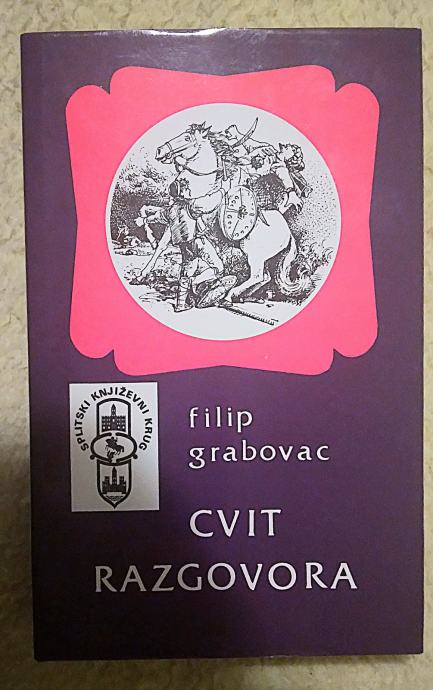 SPLITSKI KNJIŽEVNI KRUG
filip
grabovac
CVIT
RAZGOVORA